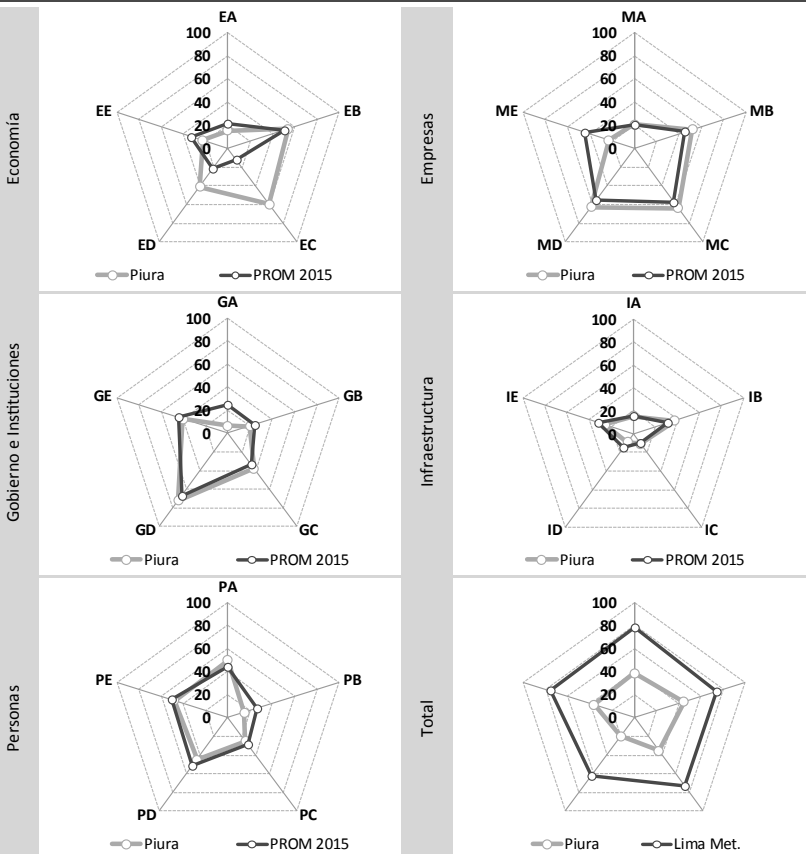 Economía
EA
100
80
60
40
20
0
EB
EC
ED
EE
Piura
PROM 2015
Empresas
MA
100
80
60
40
20
0
MB
MC
MD
ME
Piura
PROM 2015
Gobierno e Instituciones
GA
100
80
60
40
20
0
GB
GC
GD
GE
Piura
PROM 2015
Infraestructura
IA
100
80
60
40
20
0
IB
IC
ID
IE
Piura
PROM 2015
Personas
PA
100
80
60
40
20
0
PB
PC
PD
PE
Piura
PROM 2015
Total
100
80
60
40
20
0
Piura
Lima Met.